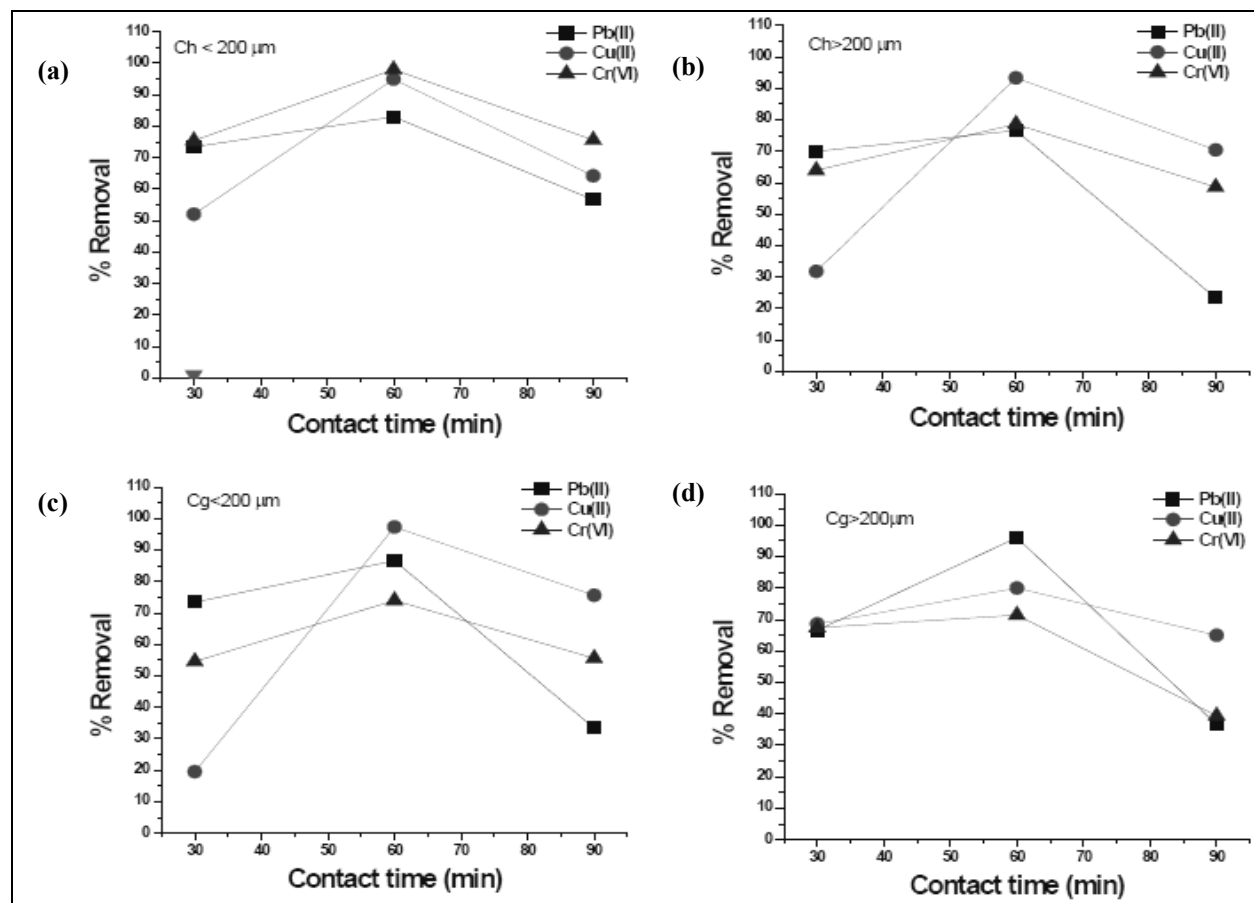 (a)
Ch < 200 μm
Pb(II)
Cu(II)
Cr(VI)
110
100
90
80
70
60
50
40
30
20
10
0
% Removal
30 40 50 60 70 80 90
Contact time (min)
(b)
Ch>200 μm
Pb(II)
Cu(II)
Cr(VI)
110
100
90
80
70
60
50
40
30
20
10
0
% Removal
30 40 50 60 70 80 90
Contact time (min)
(c)
Cg<200 μm
Pb(II)
Cu(II)
Cr(VI)
110
100
90
80
70
60
50
40
30
20
10
0
% Removal
30 40 50 60 70 80 90
Contact time (min)
(d)
Cg>200μm
Pb(II)
Cu(II)
Cr(VI)
110
100
90
80
70
60
50
40
30
20
10
0
% Removal
30 40 50 60 70 80 90
Contact time (min)